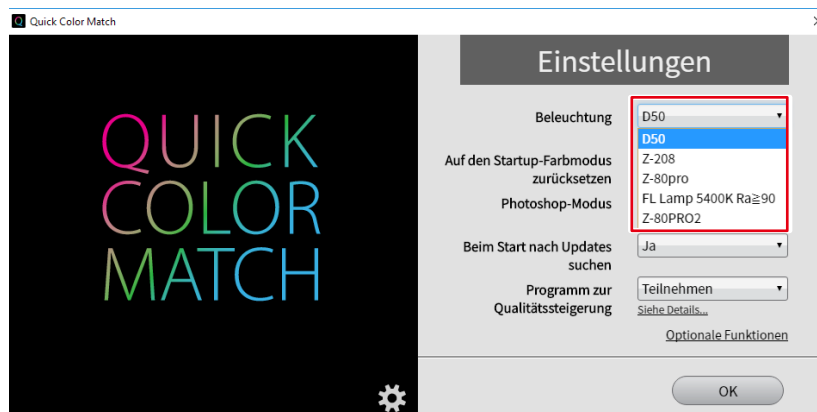 Quick Color Match
QUICK
COLOR
MATCH
Einstellungen
Beleuchtung
D50
D50
Z-208
Z-80pro
FL Lamp 5400K Ra≧90
Z-80PRO2
Auf den Startup-Farbmodus
zurücksetzen
Photoshop-Modus
Beim Start nach Updates
suchen
Ja
Programm zur
Qualitätssteigerung
Teilnehmen
Siehe Details...
Optionale Funktionen
OK